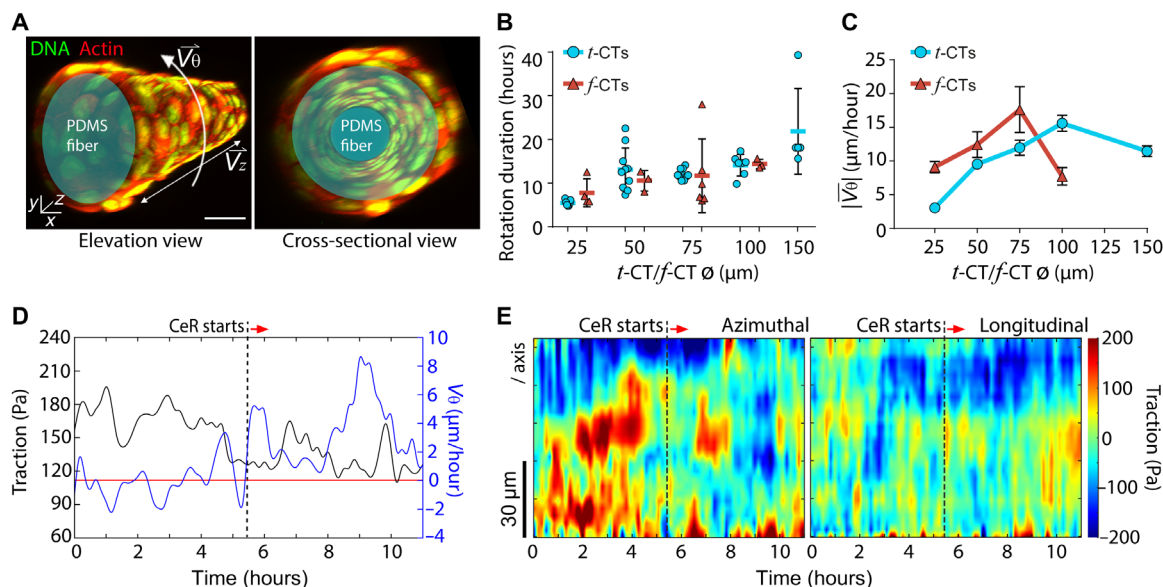 A
DNA Actin
V̅θ
PDMS
fiber
V̅z
y z
x
Elevation view
PDMS
fiber
Cross-sectional view
B
Rotation duration (hours)
40
30
20
10
0
t-CTs
f-CTs
25 50 75 100 150
t-CT/f-CT Ø (µm)
C
|V̅θ| (µm/hour)
25
20
15
10
5
0
t-CTs
f-CTs
25 50 75 100 125 150
t-CT/f-CT Ø (µm)
D
CeR starts
Traction (Pa)
240
210
180
150
120
90
60
10
8
6
4
2
0
−2
−4
Vθ (µm/hour)
0 2 4 6 8 10
Time (hours)
E
CeR starts Azimuthal
CeR starts Longitudinal
l axis
30 µm
0 2 4 6 8 10
0 2 4 6 8 10
Time (hours)
200
100
0
−100
−200
Traction (Pa)